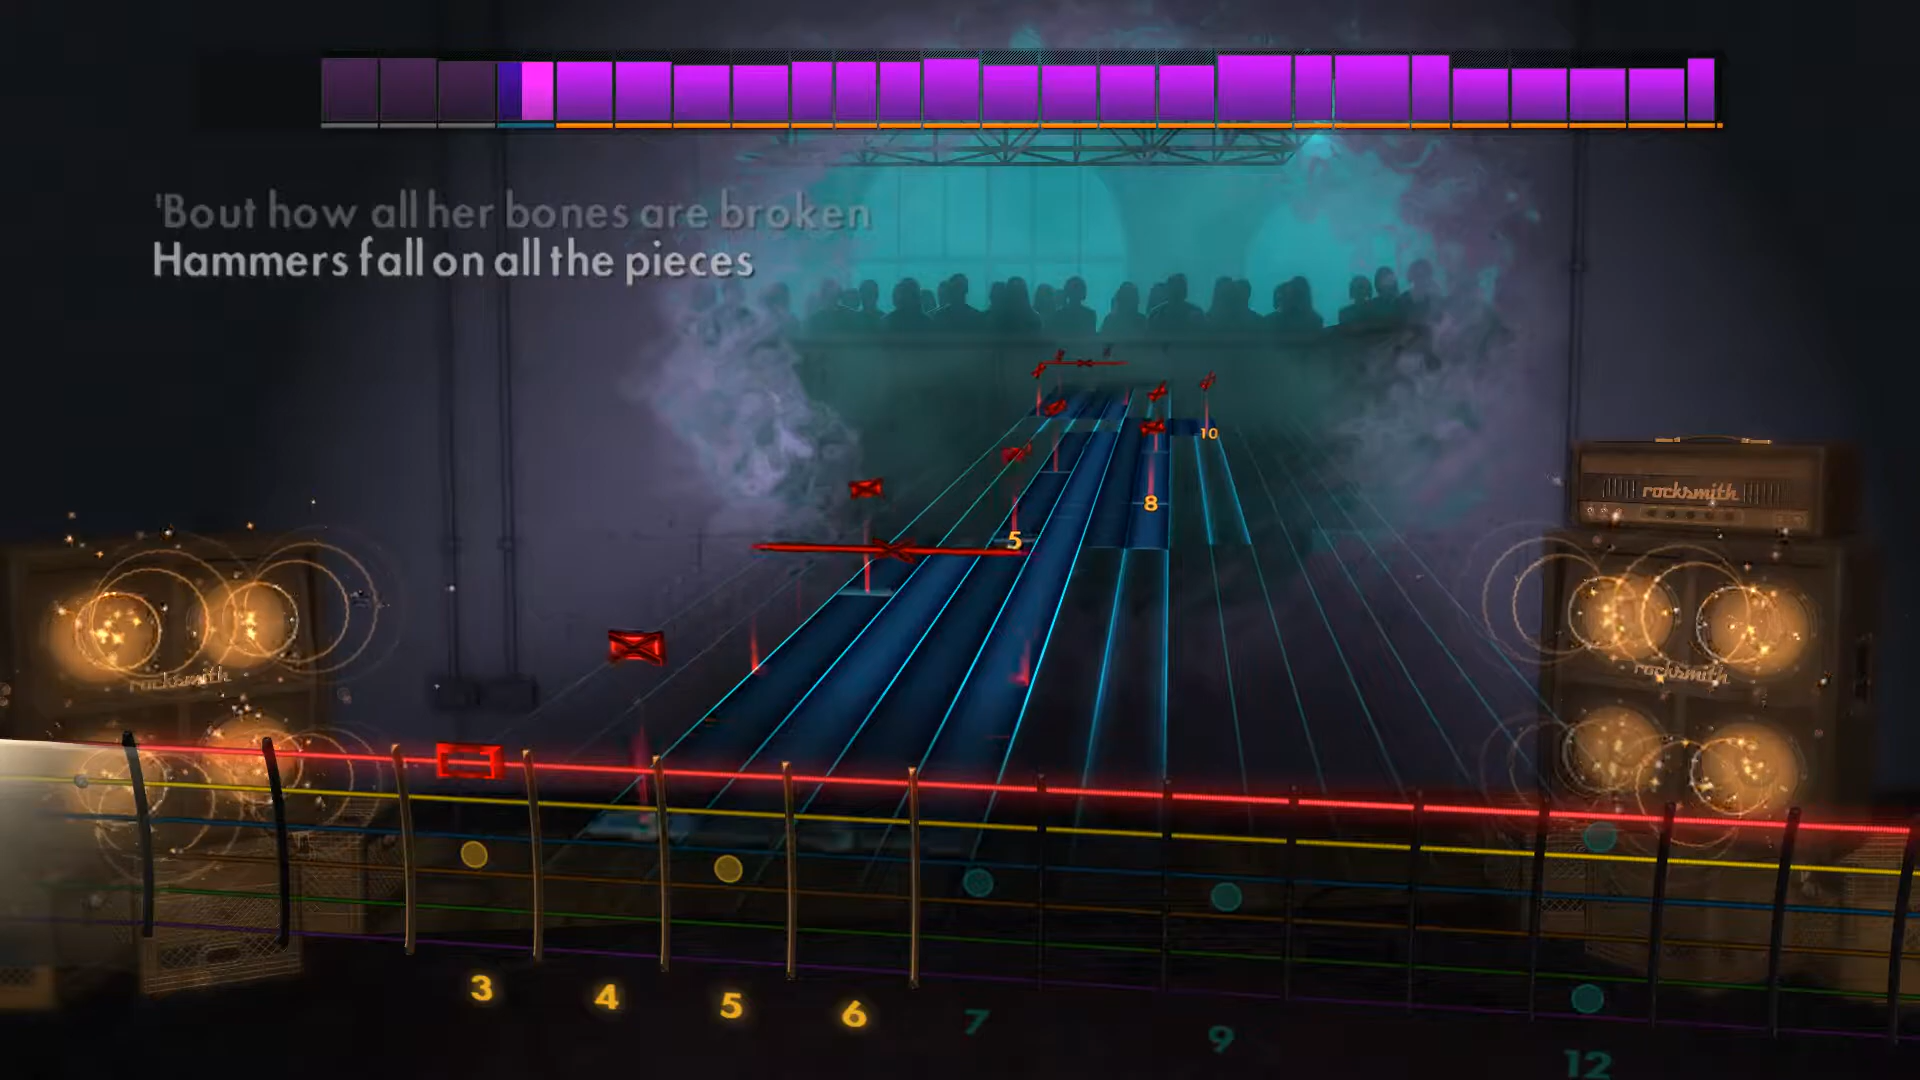 'Bout how all her bones are broken
Hammers fall on all the pieces
10
8
5
rocksmith
rocksmith
rocksmith
3
4
5
6
7
9
12